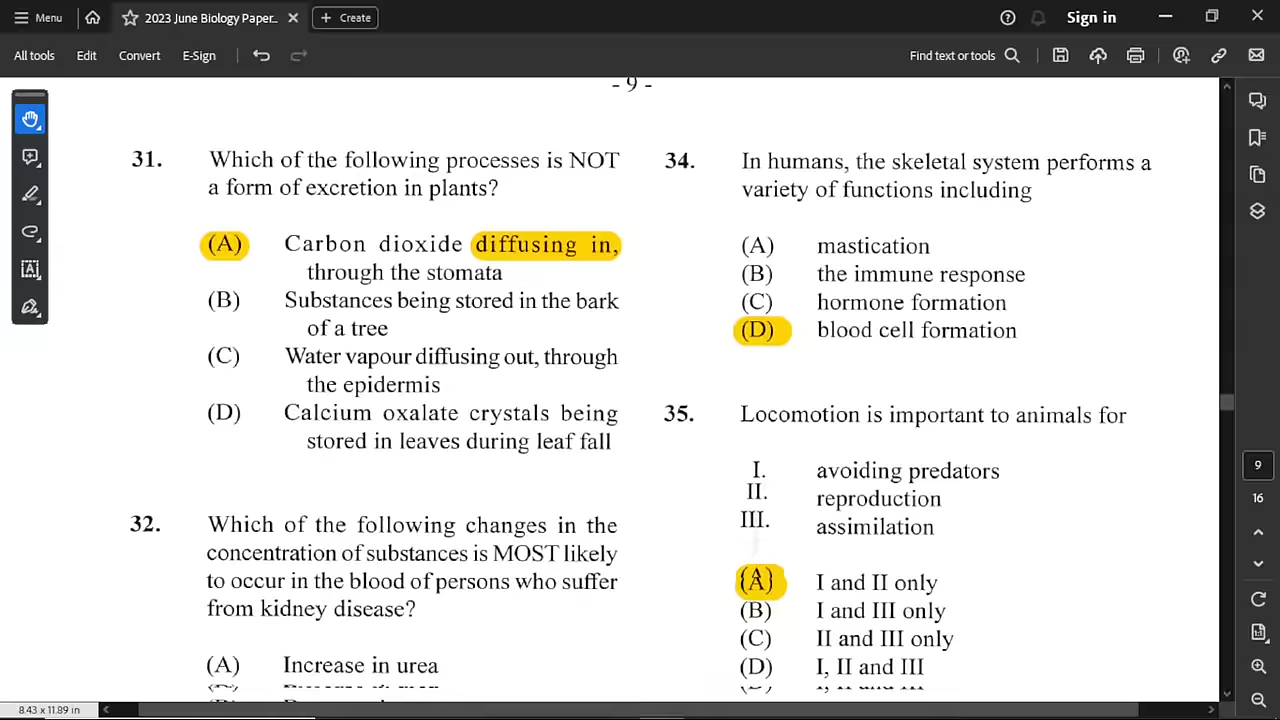 Menu
2023 June Biology Paper...
Create
Sign in
All tools
Edit
Convert
E-Sign
Find text or tools
- 9 -
31. Which of the following processes is NOT
a form of excretion in plants?
(A) Carbon dioxide diffusing in,
through the stomata
(B) Substances being stored in the bark
of a tree
(C) Water vapour diffusing out, through
the epidermis
(D) Calcium oxalate crystals being
stored in leaves during leaf fall
32. Which of the following changes in the
concentration of substances is MOST likely
to occur in the blood of persons who suffer
from kidney disease?
(A) Increase in urea
34. In humans, the skeletal system performs a
variety of functions including
(A) mastication
(B) the immune response
(C) hormone formation
(D) blood cell formation
35. Locomotion is important to animals for
I. avoiding predators
II. reproduction
III. assimilation
(A) I and II only
(B) I and III only
(C) II and III only
(D) I, II and III
9
16
8.43 x 11.89 in